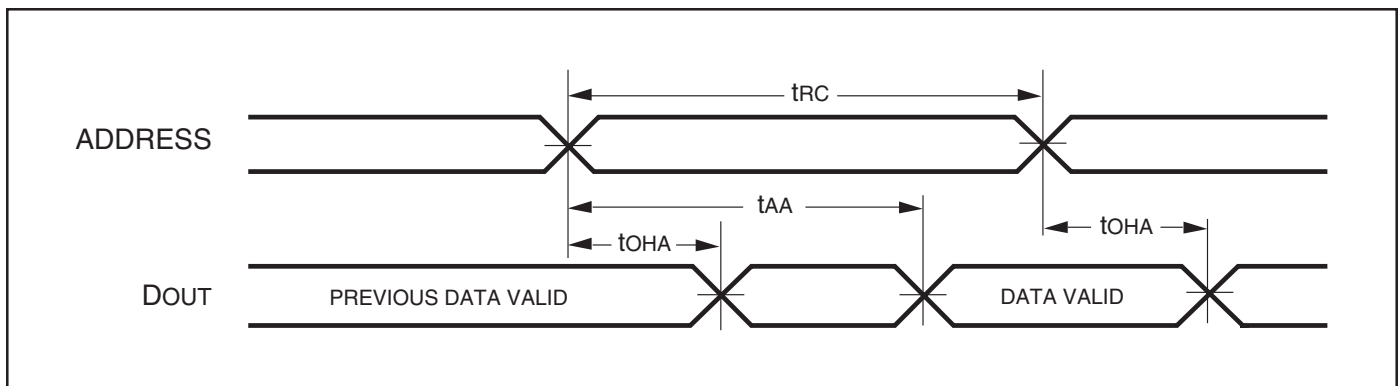 tRC
ADDRESS
tAA
tOHA
tOHA
DOUT
PREVIOUS DATA VALID
DATA VALID